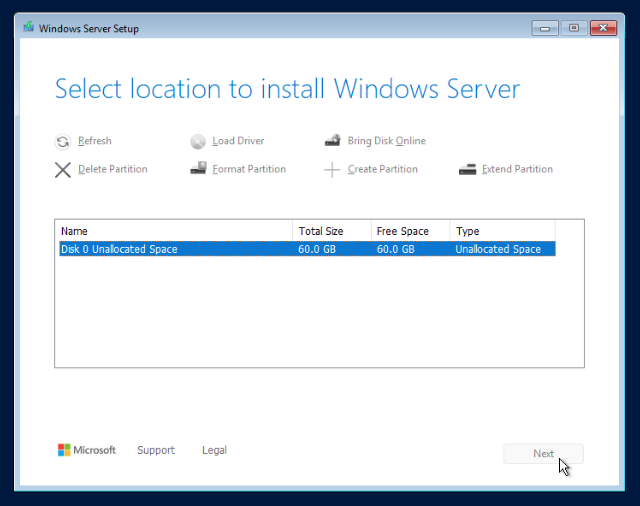 Windows Server Setup
Select location to install Windows Server
Refresh Load Driver Bring Disk Online
Delete Partition Format Partition Create Partition Extend Partition
Name Total Size Free Space Type
Disk 0 Unallocated Space 60.0 GB 60.0 GB Unallocated Space
Microsoft Support Legal Next